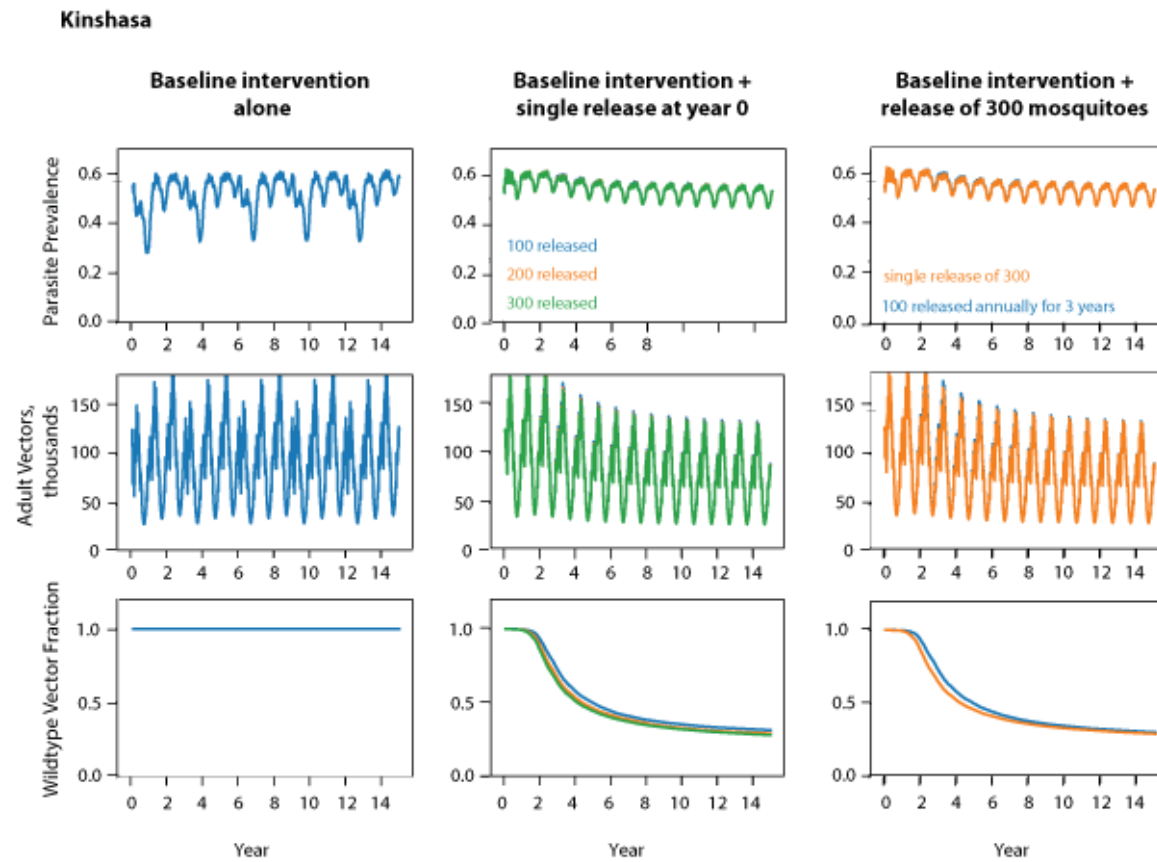 Kinshasa
Baseline intervention
alone
Baseline intervention +
single release at year 0
Baseline intervention +
release of 300 mosquitoes
Parasite Prevalence
0.6
0.4
0.2
0.0
0 2 4 6 8 10 12 14
0.6
0.4
0.2
0.0
100 released
200 released
300 released
0 2 4 6 8
0.6
0.4
0.2
0.0
single release of 300
100 released annually for 3 years
0 2 4 6 8 10 12 14
Adult Vectors,
thousands
150
100
50
0
0 2 4 6 8 10 12 14
150
100
50
0
0 2 4 6 8 10 12 14
150
100
50
0
0 2 4 6 8 10 12 14
Wildtype Vector Fraction
1.0
0.5
0.0
0 2 4 6 8 10 12 14
1.0
0.5
0.0
0 2 4 6 8 10 12 14
1.0
0.5
0.0
0 2 4 6 8 10 12 14
Year
Year
Year